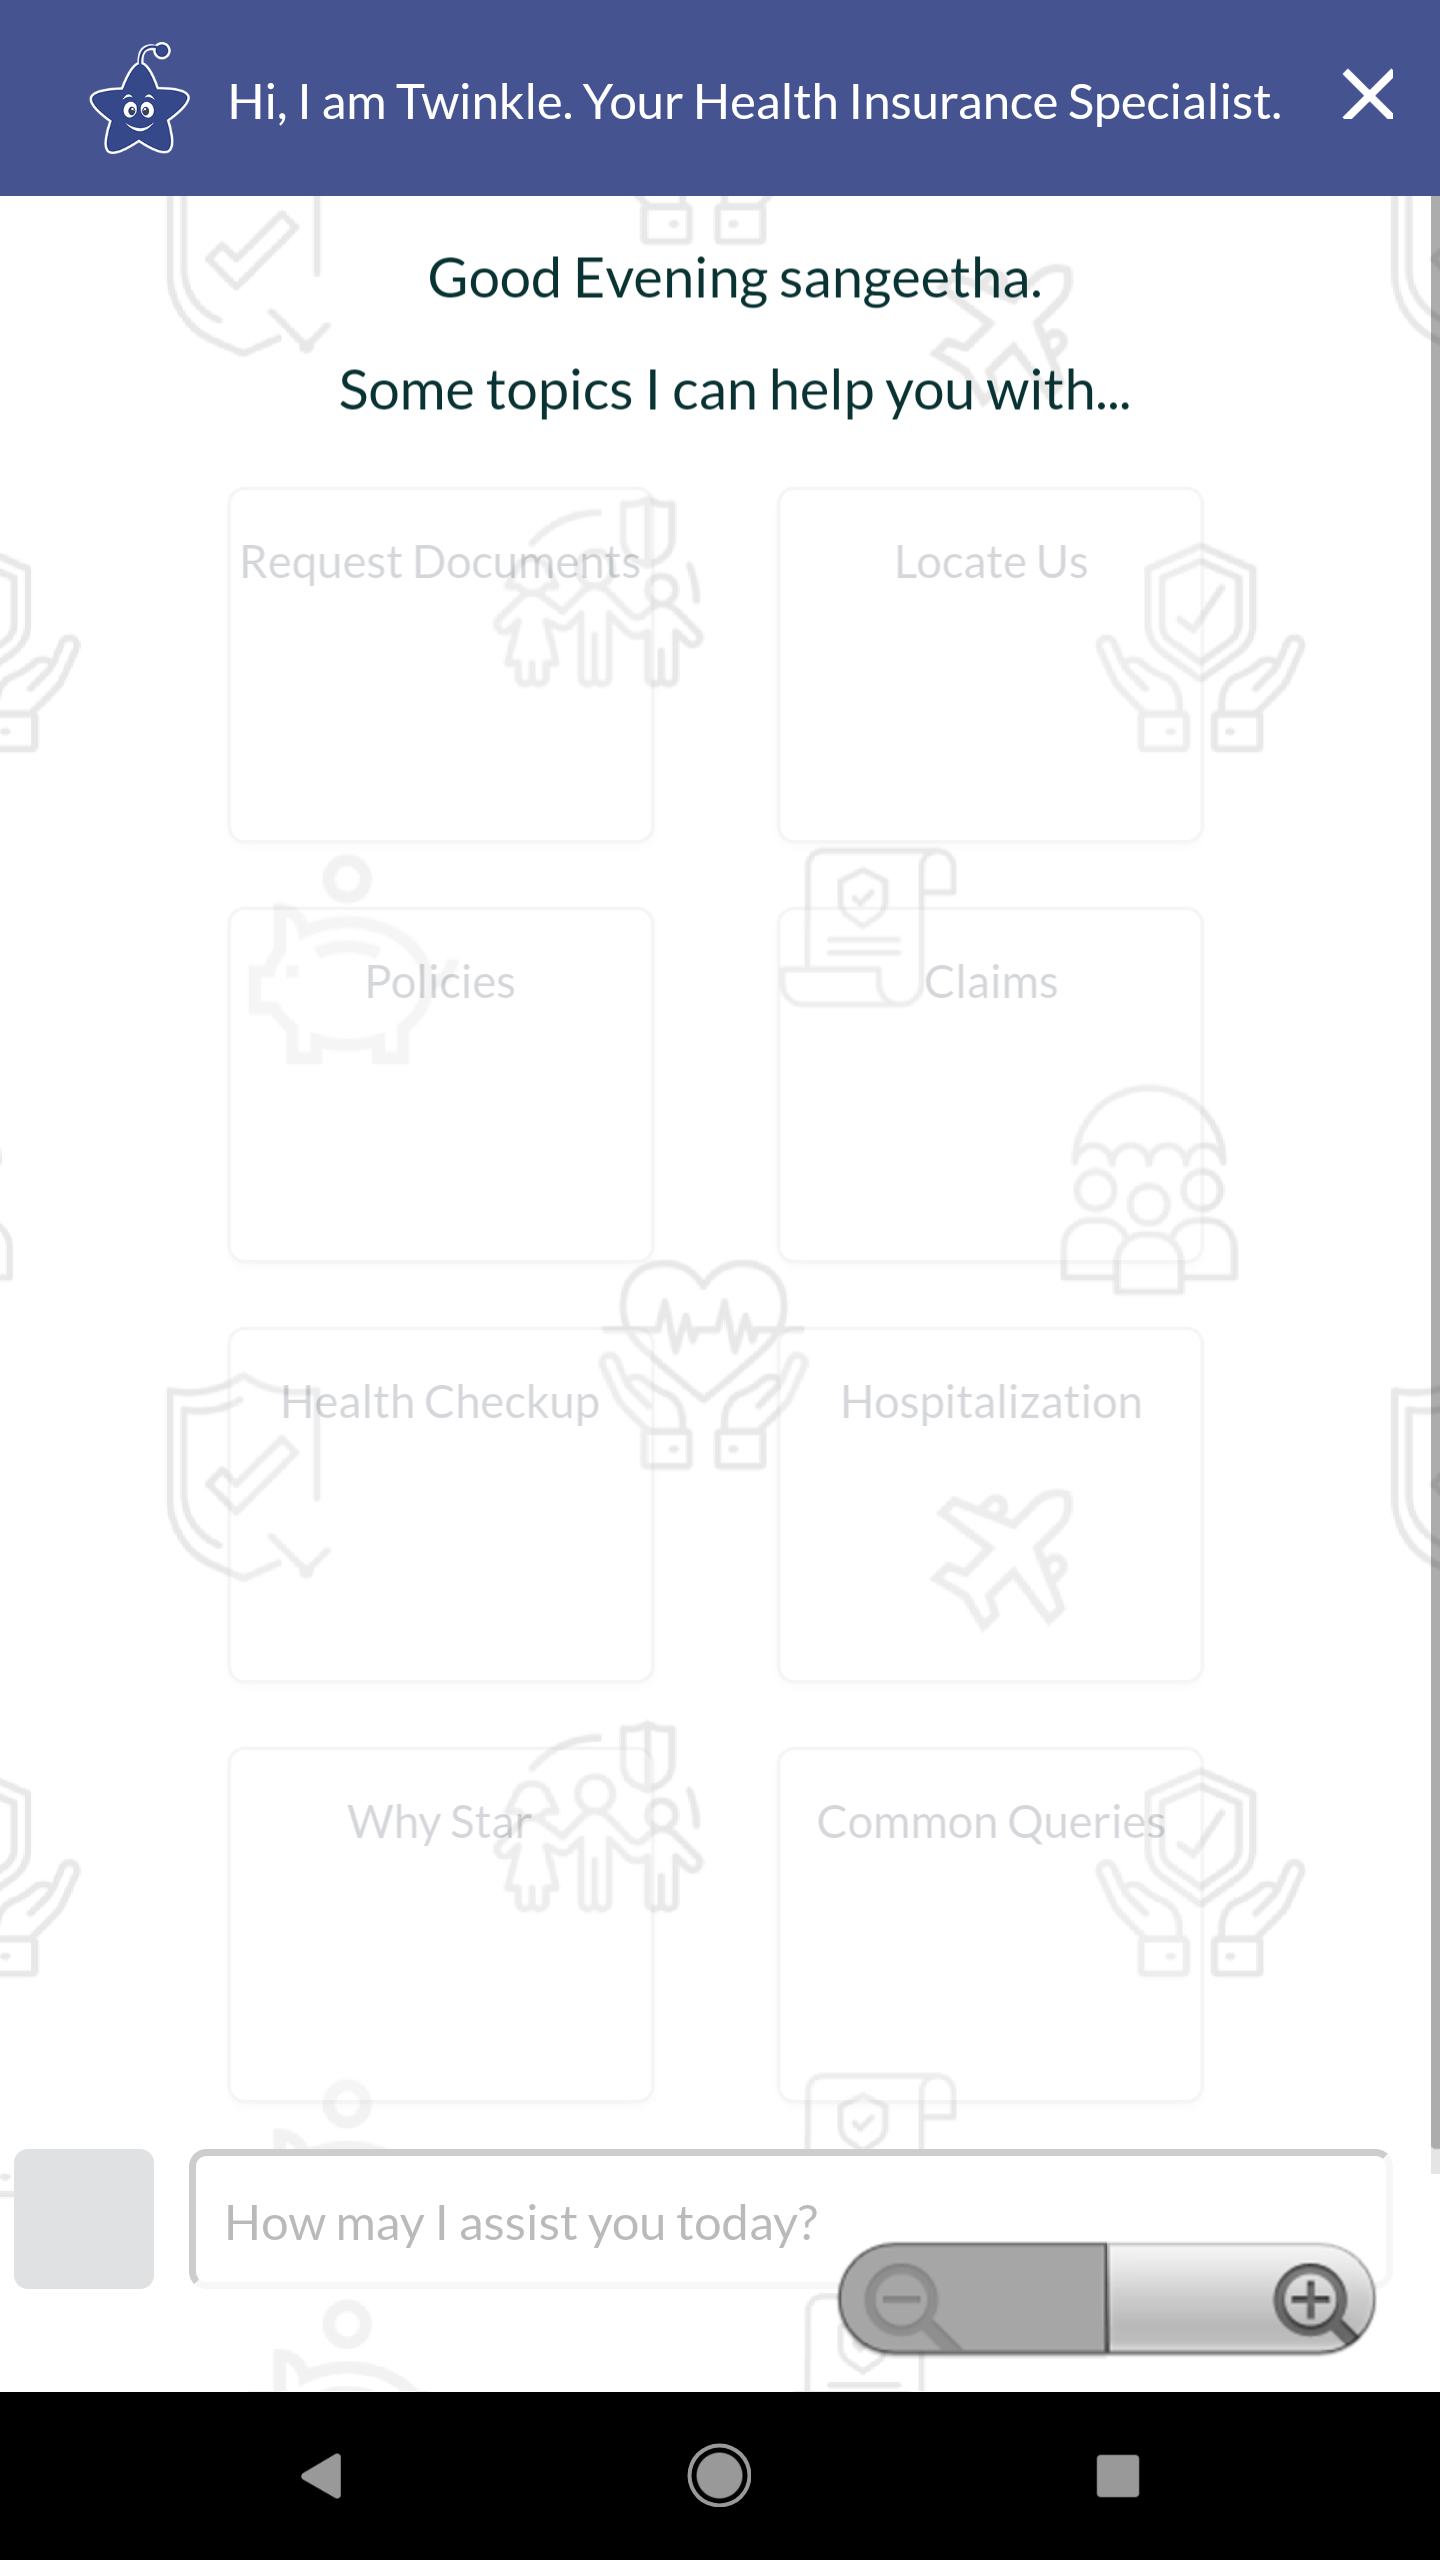 Hi, I am Twinkle. Your Health Insurance Specialist.
Good Evening sangeetha.
Some topics I can help you with...
Request Documents
Locate Us
Policies
Claims
Health Checkup
Hospitalization
Why Star
Common Queries
How may I assist you today?